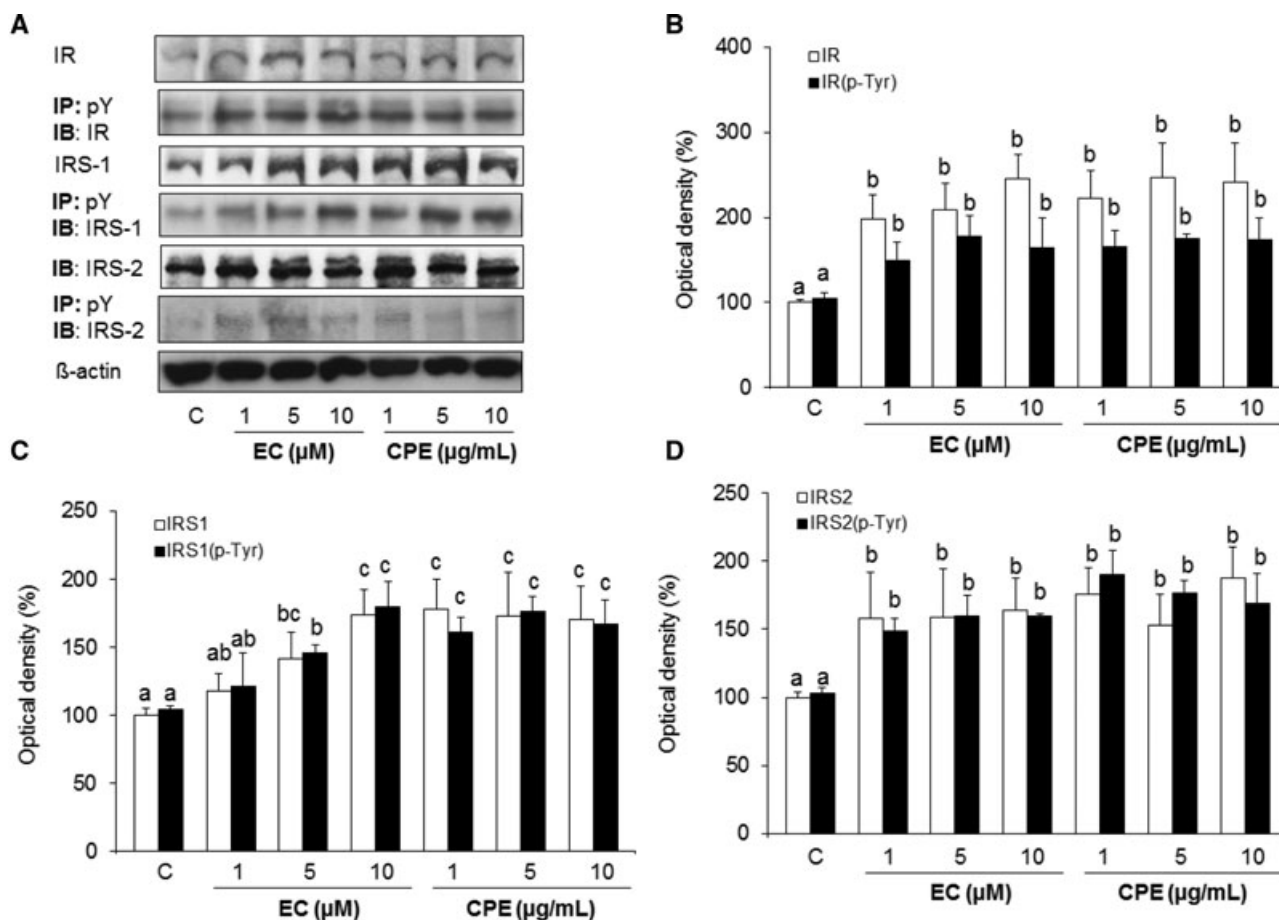 A
IR
IP: pY
IB: IR
IRS-1
IP: pY
IB: IRS-1
IB: IRS-2
IP: pY
IB: IRS-2
ß-actin
C 1 5 10 1 5 10
EC (µM) CPE (µg/mL)
B
IR
IR(p-Tyr)
Optical density (%)
400
300
200
100
0
a a b b b b b b b b b b b b
C 1 5 10 1 5 10
EC (µM) CPE (µg/mL)
C
IRS1
IRS1(p-Tyr)
Optical density (%)
250
200
150
100
50
0
a a ab ab bc b c c c c c c c c
C 1 5 10 1 5 10
EC (µM) CPE (µg/mL)
D
IRS2
IRS2(p-Tyr)
Optical density (%)
250
200
150
100
50
0
a a b b b b b b b b b b b b
C 1 5 10 1 5 10
EC (µM) CPE (µg/mL)